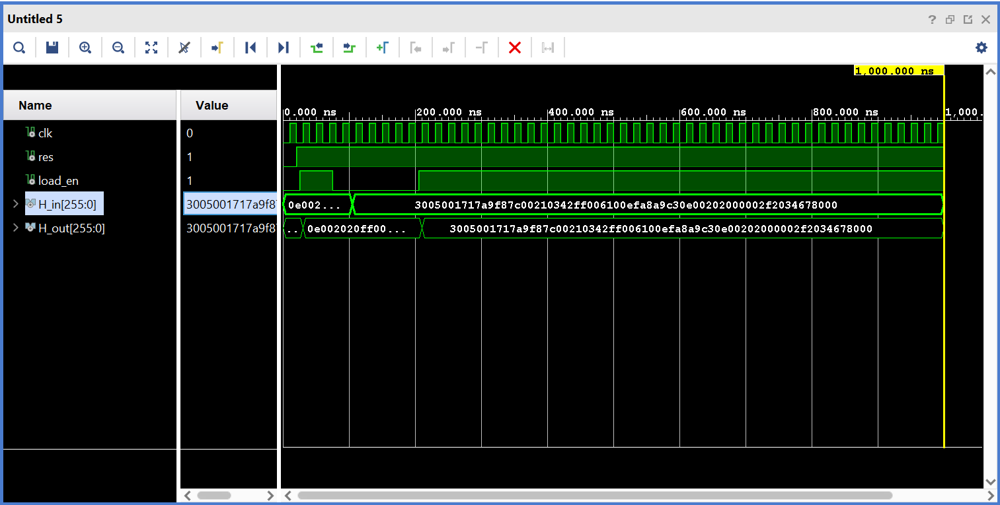 Untitled 5
1,000.000 ns
Name Value
0.000 ns 200.000 ns 400.000 ns 600.000 ns 800.000 ns 1,000.
clk 0
res 1
load_en 1
H_in[255:0] 3005001717a9f87 0e002... 3005001717a9f87c00210342ff006100efa8a9c30e00202000002f2034678000
H_out[255:0] 3005001717a9f87 .. 0e002020ff00... 3005001717a9f87c00210342ff006100efa8a9c30e00202000002f2034678000